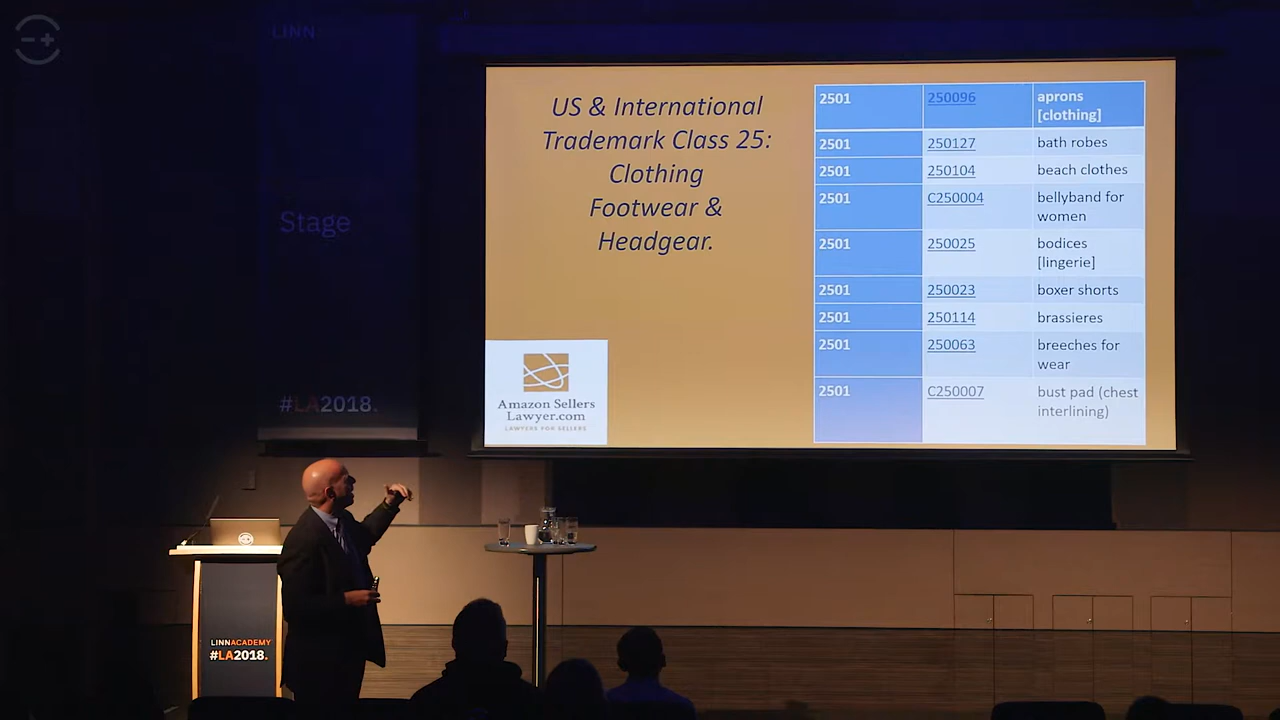 LINN
Stage
#LA2018.
US & International
Trademark Class 25:
Clothing
Footwear &
Headgear.
Amazon Sellers
Lawyer.com
LAWYERS FOR SELLERS
2501 250096 aprons
[clothing]
2501 250127 bath robes
2501 250104 beach clothes
2501 C250004 bellyband for
women
2501 250025 bodices
[lingerie]
2501 250023 boxer shorts
2501 250114 brassieres
2501 250063 breeches for
wear
2501 C250007 bust pad (chest
interlining)
LINNACADEMY
#LA2018.